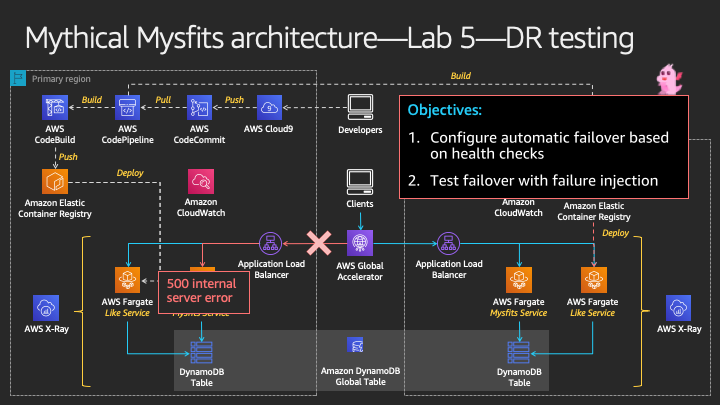 Mythical Mysfits architecture—Lab 5—DR testing
Primary region
Build
Build
Pull
Push
AWS
CodeBuild
AWS
CodePipeline
AWS
CodeCommit
AWS Cloud9
Developers
Objectives:
1. Configure automatic failover based
on health checks
2. Test failover with failure injection
Push
Deploy
Amazon Elastic
Container Registry
Amazon
CloudWatch
Clients
Amazon
CloudWatch
Amazon Elastic
Container Registry
Deploy
Application Load
Balancer
AWS Global
Accelerator
Application Load
Balancer
500 internal
server error
AWS Fargate
Like Service
Mysfits Service
AWS Fargate
Mysfits Service
AWS Fargate
Like Service
AWS X-Ray
AWS X-Ray
DynamoDB
Table
Amazon DynamoDB
Global Table
DynamoDB
Table